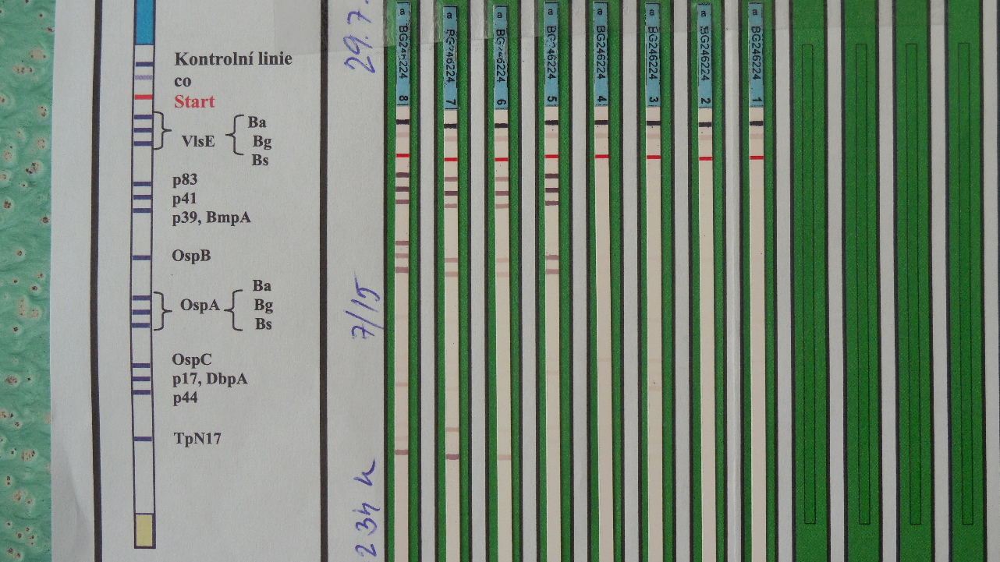 Kontrolní linie
co
Start
VlsE
Ba
Bg
Bs
p83
p41
p39, BmpA
OspB
OspA
Ba
Bg
Bs
OspC
p17, DbpA
p44
TpN17
29.7.
7/15
a BG246224 8
a BG246224 7
a BG246224 6
a BG246224 5
a BG246224 4
a BG246224 3
a BG246224 2
a BG246224 1